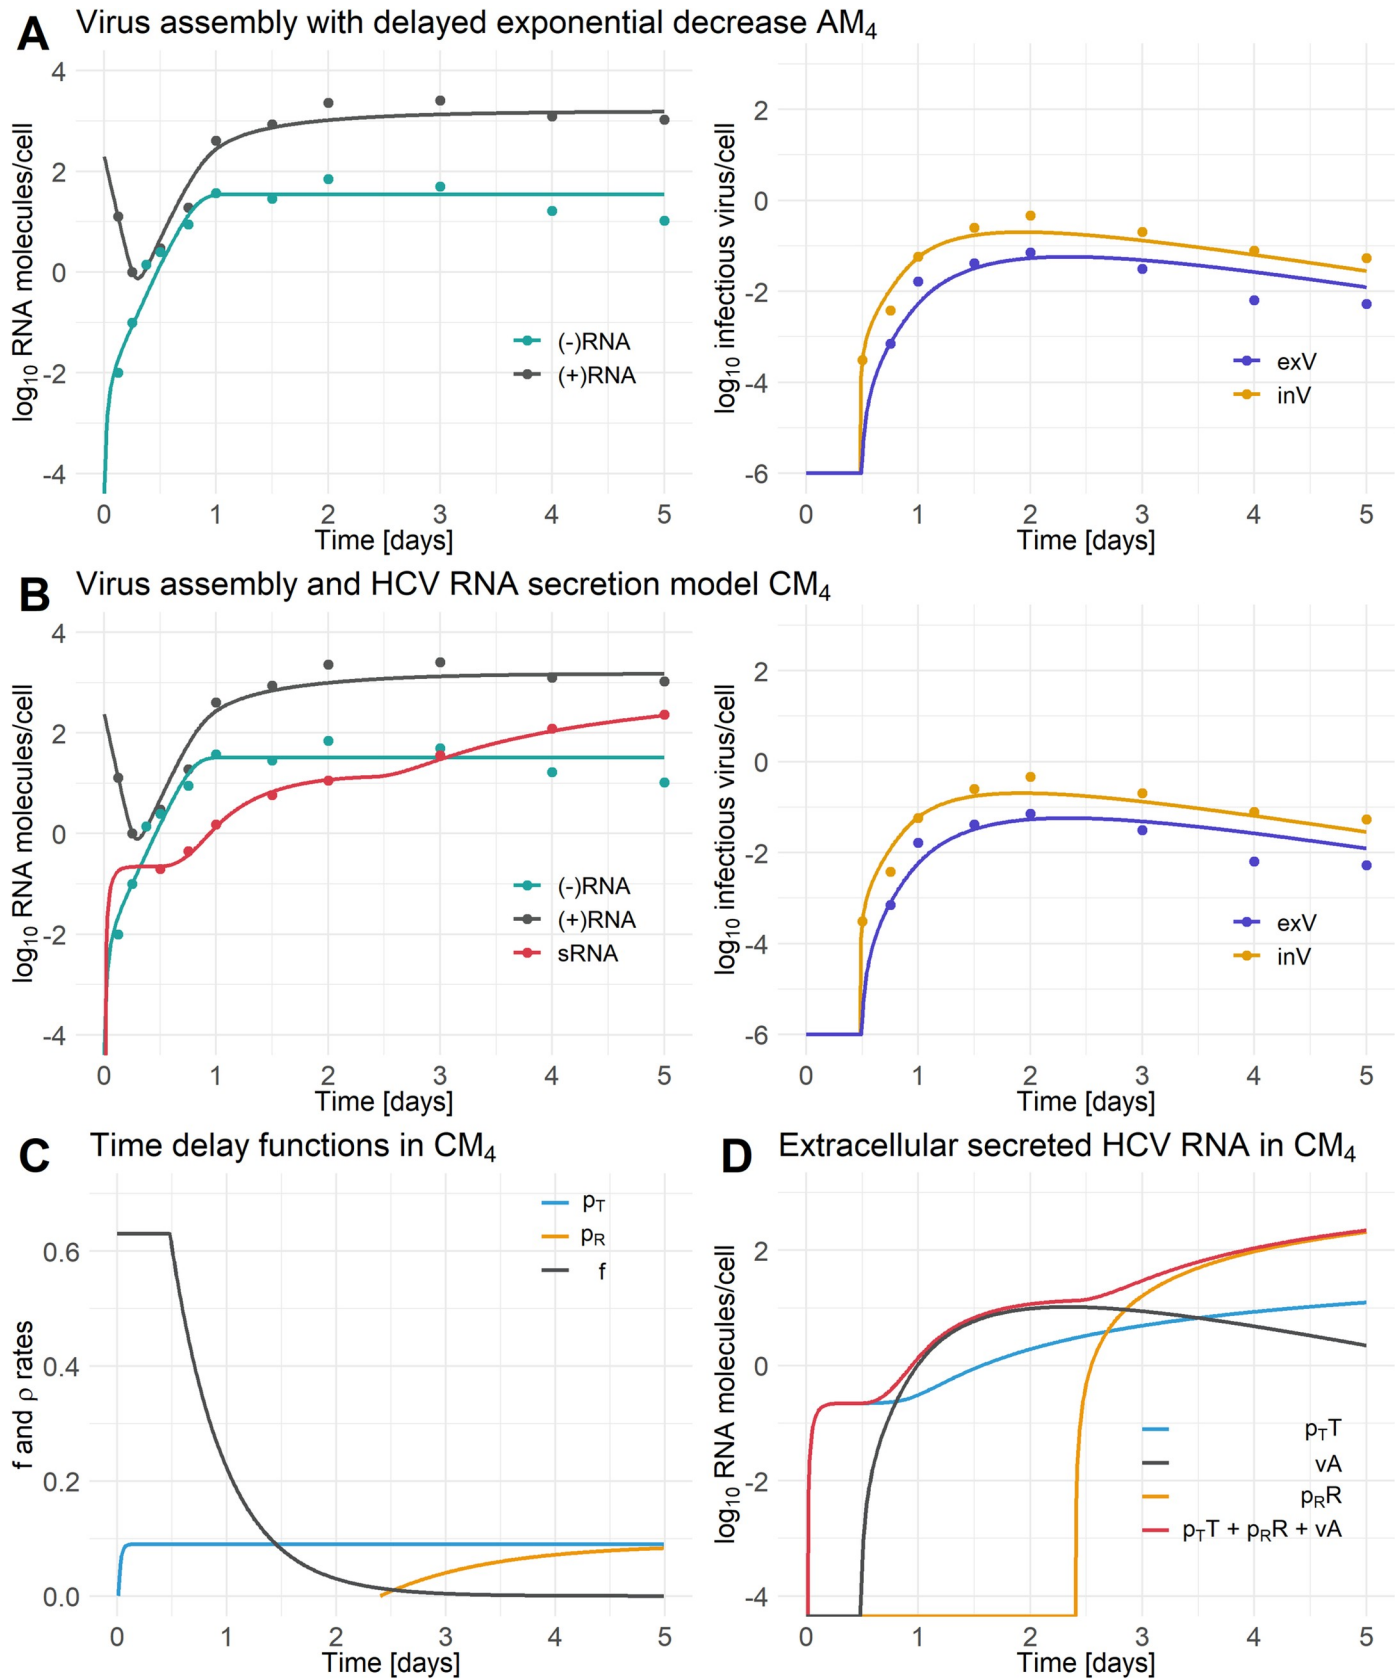 A Virus assembly with delayed exponential decrease AM4
log10 RNA molecules/cell
4
2
0
-2
-4
(-)RNA
(+)RNA
0 1 2 3 4 5
Time [days]
log10 infectious virus/cell
2
0
-2
-4
-6
exV
inV
0 1 2 3 4 5
Time [days]
B Virus assembly and HCV RNA secretion model CM4
log10 RNA molecules/cell
4
2
0
-2
-4
(-)RNA
(+)RNA
sRNA
0 1 2 3 4 5
Time [days]
log10 infectious virus/cell
2
0
-2
-4
-6
exV
inV
0 1 2 3 4 5
Time [days]
C Time delay functions in CM4
f and ρ rates
0.6
0.4
0.2
0.0
pT
pR
f
0 1 2 3 4 5
Time [days]
D Extracellular secreted HCV RNA in CM4
log10 RNA molecules/cell
2
0
-2
-4
pTT
vA
pRR
pTT + pRR + vA
0 1 2 3 4 5
Time [days]